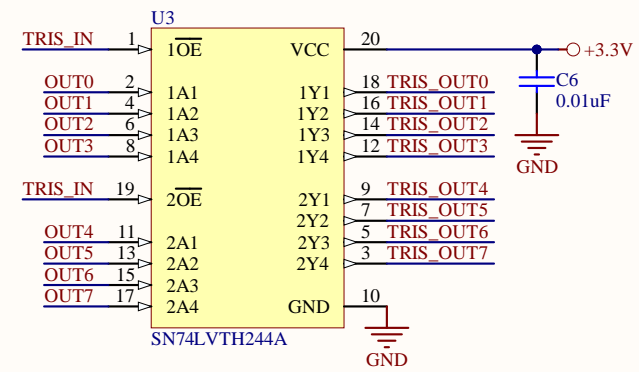 U3
TRIS_IN 1 1OE VCC 20 +3.3V
OUT0 2 1A1 1Y1 18 TRIS_OUT0 C6
OUT1 4 1A2 1Y2 16 TRIS_OUT1 0.01uF
OUT2 6 1A3 1Y3 14 TRIS_OUT2
OUT3 8 1A4 1Y4 12 TRIS_OUT3
GND
TRIS_IN 19 2OE 2Y1 9 TRIS_OUT4
2Y2 7 TRIS_OUT5
OUT4 11 2A1 2Y3 5 TRIS_OUT6
OUT5 13 2A2 2Y4 3 TRIS_OUT7
OUT6 15 2A3
OUT7 17 2A4 GND 10
SN74LVTH244A
GND